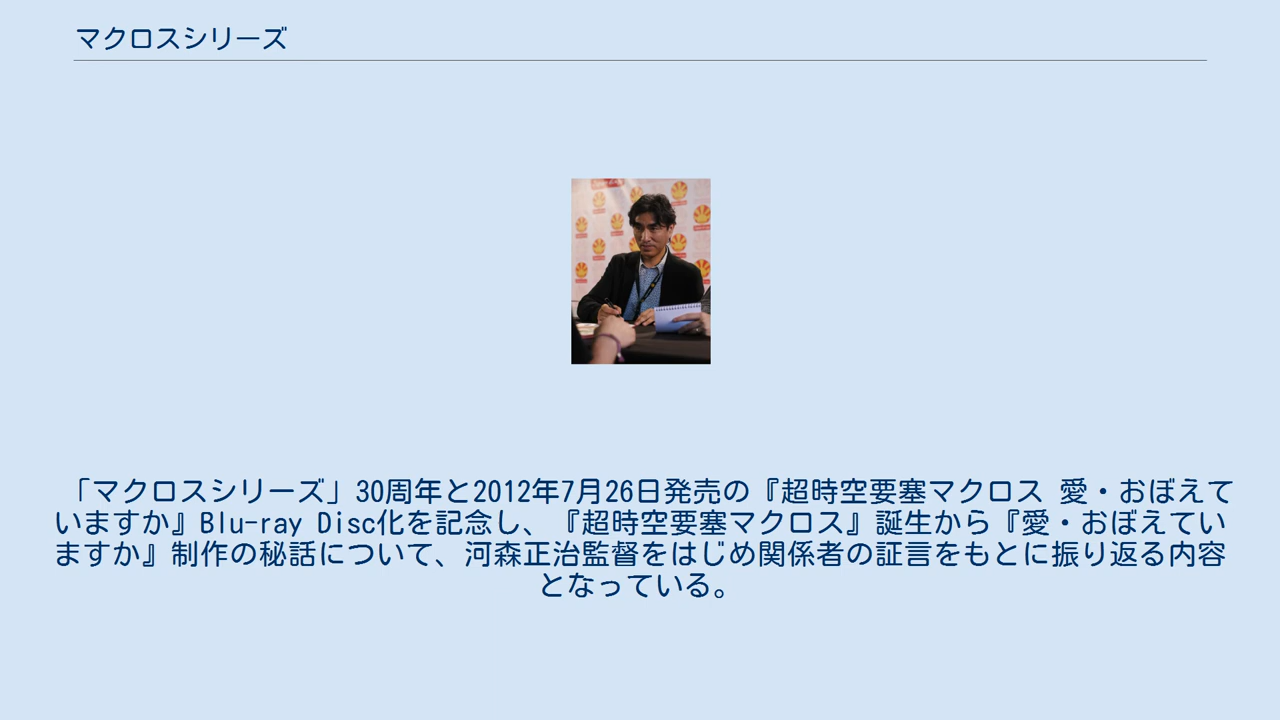 マクロスシリーズ
「マクロスシリーズ」30周年と2012年7月26日発売の『超時空要塞マクロス 愛・おぼえて
いますか』Blu-ray Disc化を記念し、『超時空要塞マクロス』誕生から『愛・おぼえてい
ますか』制作の秘話について、河森正治監督をはじめ関係者の証言をもとに振り返る内容
となっている。